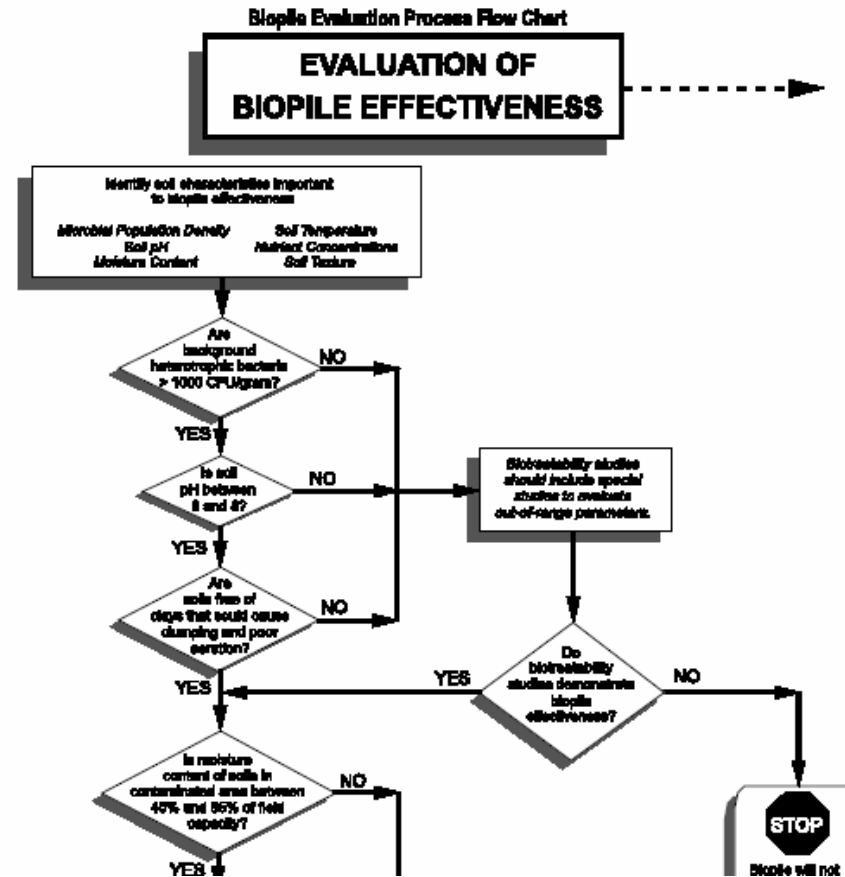 Biopile Evaluation Process Flow Chart
EVALUATION OF
BIOPILE EFFECTIVENESS
Identify soil characteristics important
to biopile effectiveness
Microbial Population Density
Soil pH
Moisture Content
Soil Temperature
Nutrient Concentrations
Soil Texture
Are
background
heterotrophic bacteria
> 1000 CFU/gram?
NO
YES
Is soil
pH between
and 8?
NO
YES
Are
soils free of
clays that could cause
clumping and poor
aeration?
NO
YES
Biotreatability studies
should include special
studies to evaluate
out-of-range parameters.
Do
biotreatability
studies demonstrate
biopile
effectiveness?
YES
NO
Is moisture
content of soils in
contaminated area between
and 85% of field
capacity?
NO
YES
STOP
Biopile will not